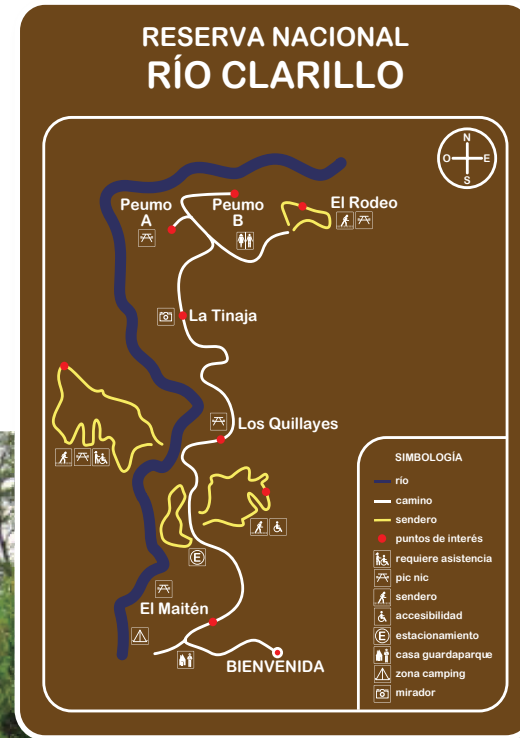 RESERVA NACIONAL
RÍO CLARILLO
N
O E
S
Peumo
A
Peumo
B
El Rodeo
La Tinaja
Los Quillayes
E
El Maitén
BIENVENIDA
SIMBOLOGÍA
río
camino
sendero
puntos de interés
requiere asistencia
pic nic
sendero
accesibilidad
E estacionamiento
casa guardaparque
zona camping
mirador